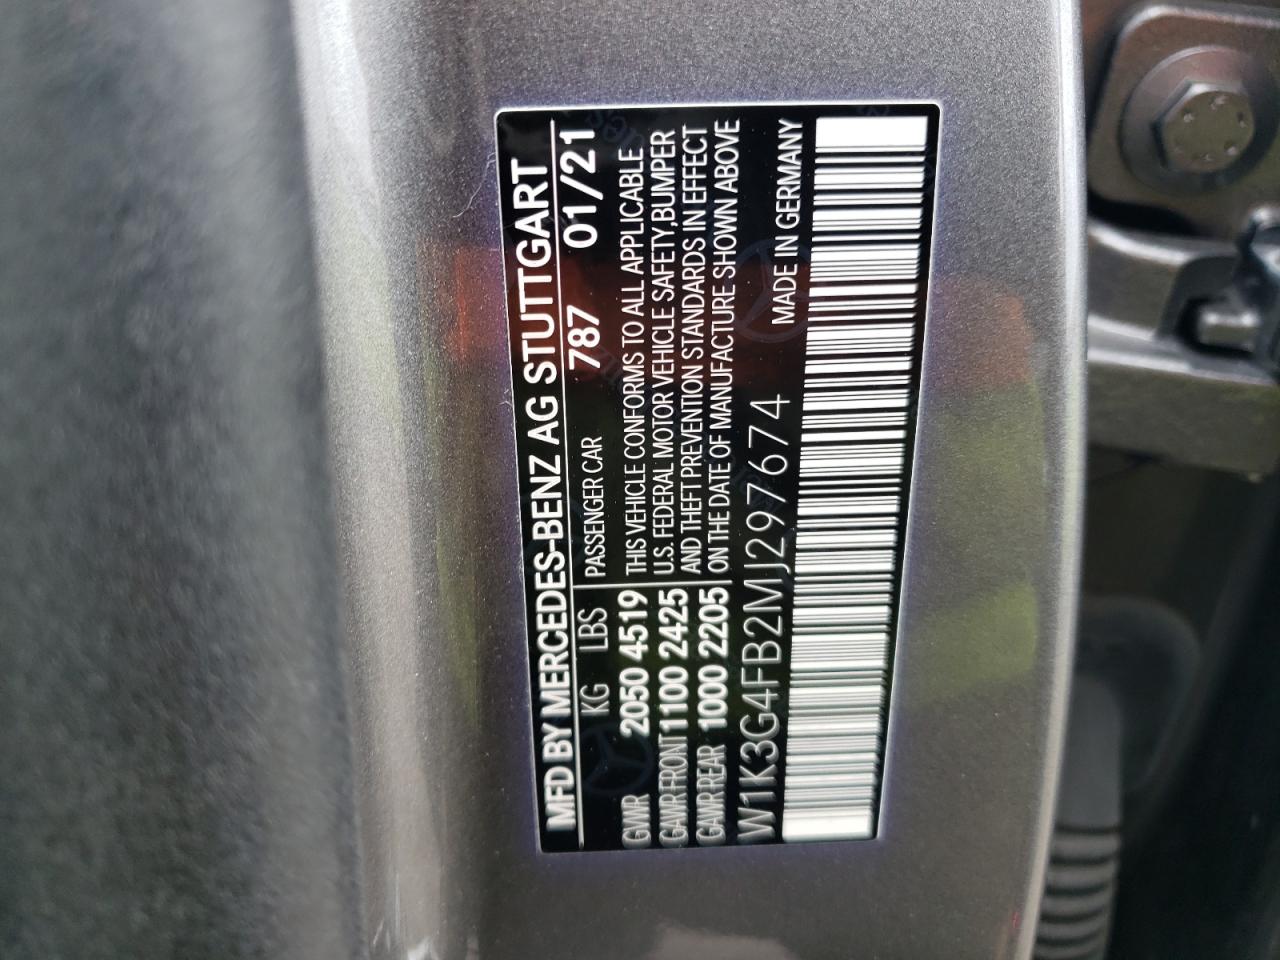 MFD BY MERCEDES-BENZ AG STUTTGART
KG LBS PASSENGER CAR 787 01/21
GVWR 2050 4519 THIS VEHICLE CONFORMS TO ALL APPLICABLE
GAWR FRONT 1100 2425 U.S. FEDERAL MOTOR VEHICLE SAFETY,BUMPER
GAWR REAR 1000 2205 AND THEFT PREVENTION STANDARDS IN EFFECT
ON THE DATE OF MANUFACTURE SHOWN ABOVE
W1K3G4FB2MJ297674 MADE IN GERMANY